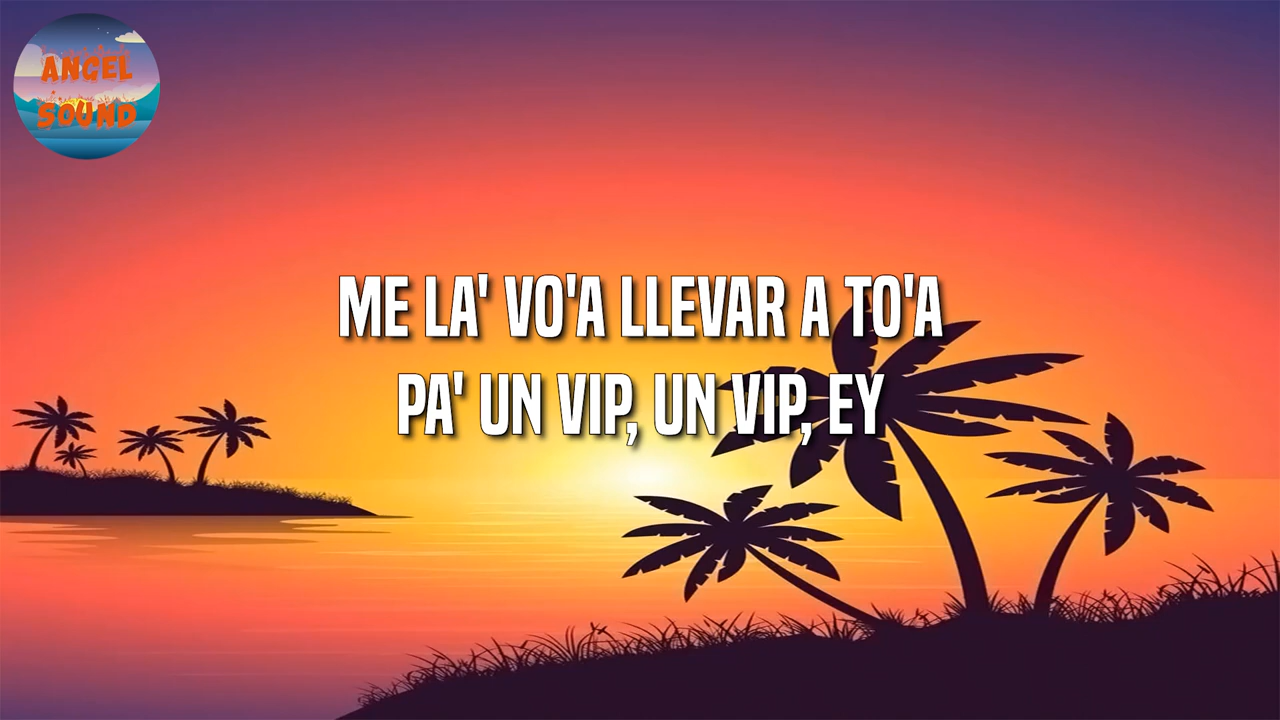 ANGEL
SOUND
ME LA' VO'A LLEVAR A TO'A
PA' UN VIP, UN VIP, EY